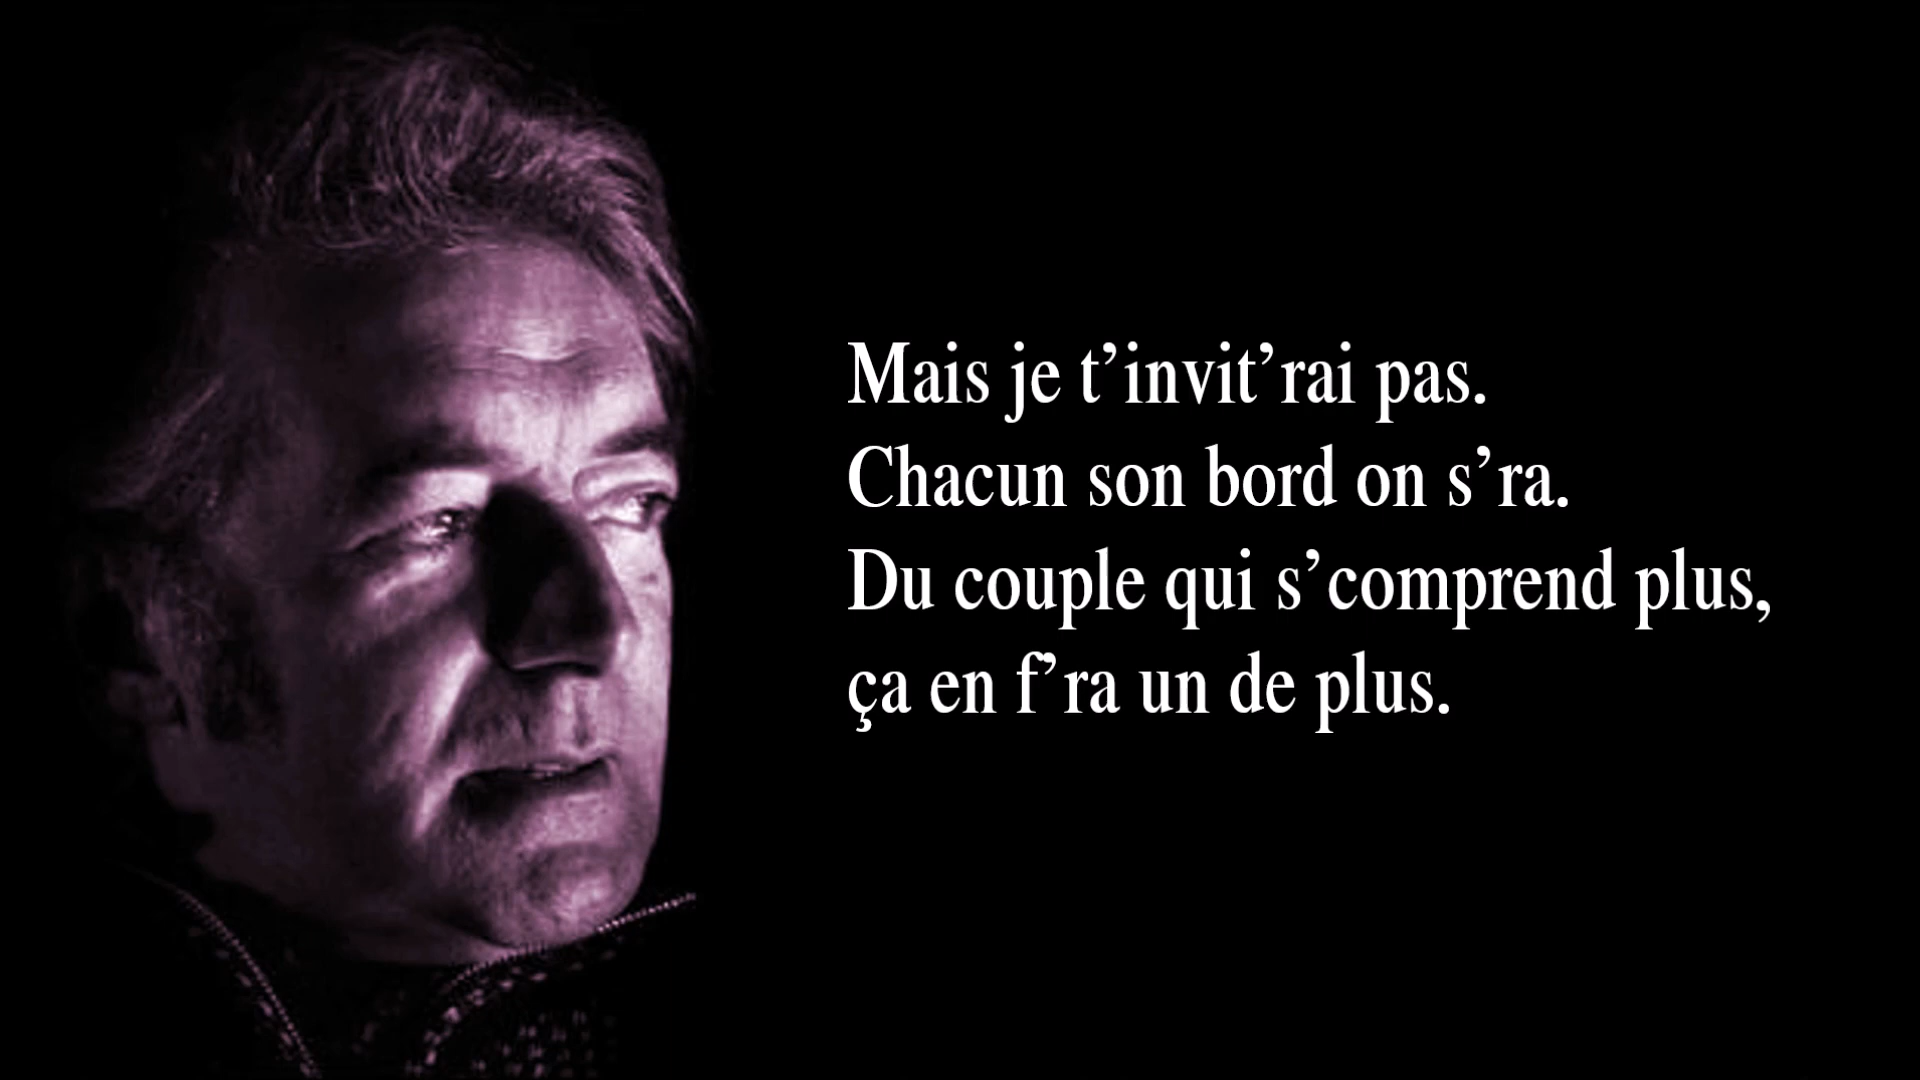 Mais je t’invit’rai pas.
Chacun son bord on s’ra.
Du couple qui s’comprend plus,
ça en f’ra un de plus.